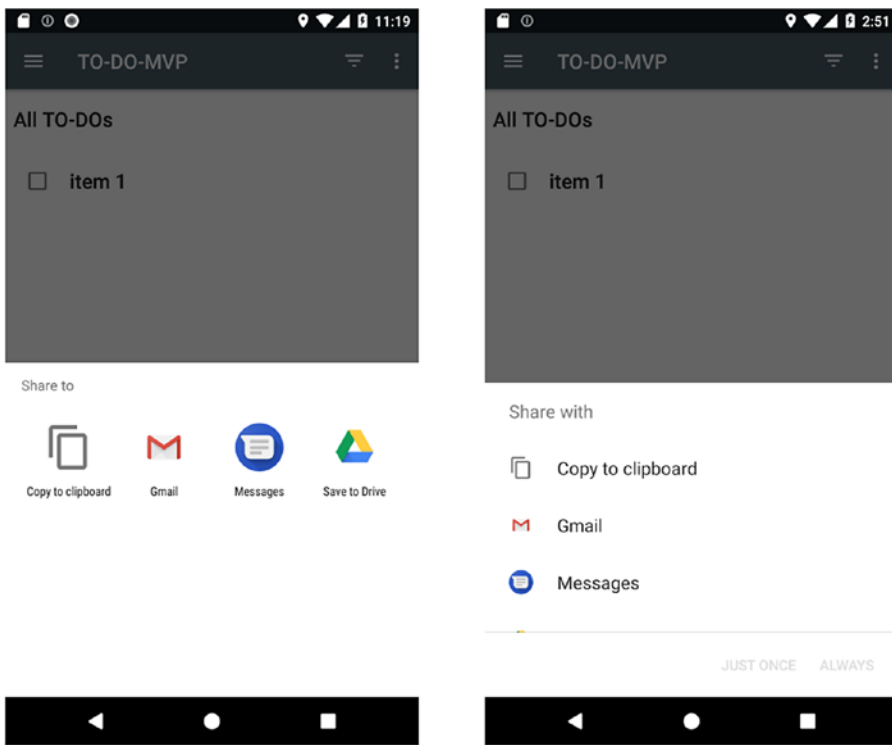 11:19
TO-DO-MVP
All TO-DOs
item 1
Share to
Copy to clipboard
Gmail
Messages
Save to Drive
2:51
TO-DO-MVP
All TO-DOs
item 1
Share with
Copy to clipboard
Gmail
Messages
JUST ONCE ALWAYS